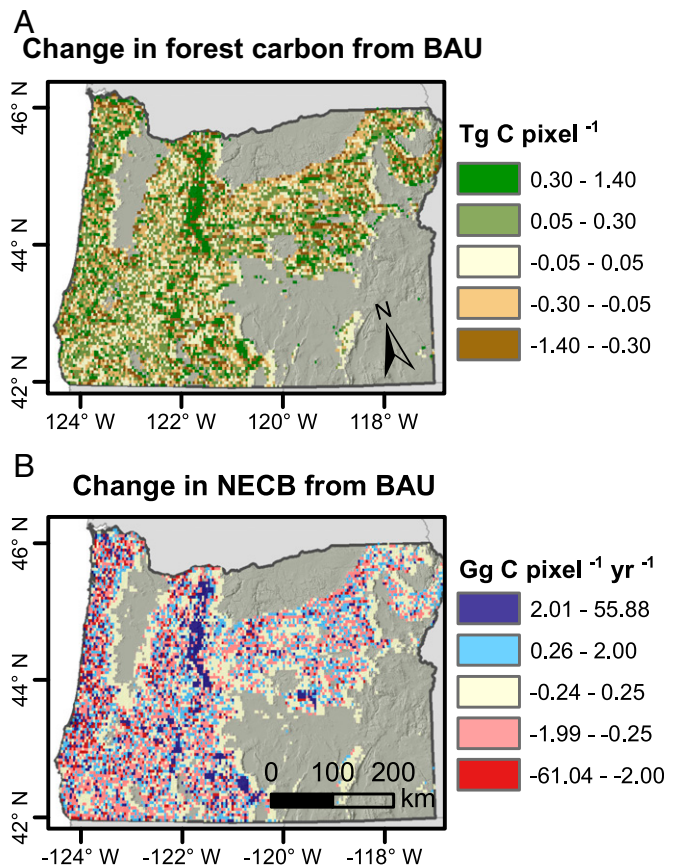 A
Change in forest carbon from BAU
46° N
44° N
42° N
124° W
122° W
120° W
118° W
N
Tg C pixel -1
0.30 - 1.40
0.05 - 0.30
-0.05 - 0.05
-0.30 - -0.05
-1.40 - -0.30
B
Change in NECB from BAU
46° N
44° N
42° N
-124° W
-122° W
-120° W
-118° W
0 100 200
km
Gg C pixel -1 yr -1
2.01 - 55.88
0.26 - 2.00
-0.24 - 0.25
-1.99 - -0.25
-61.04 - -2.00